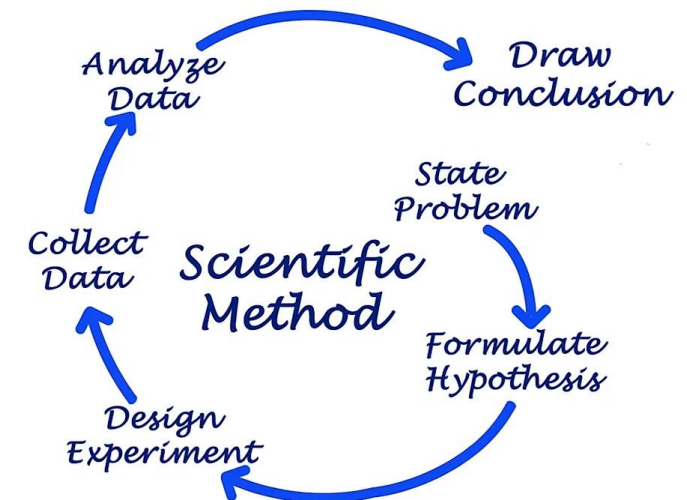 Scientific
Method
State
Problem
Formulate
Hypothesis
Design
Experiment
Collect
Data
Analyze
Data
Draw
Conclusion